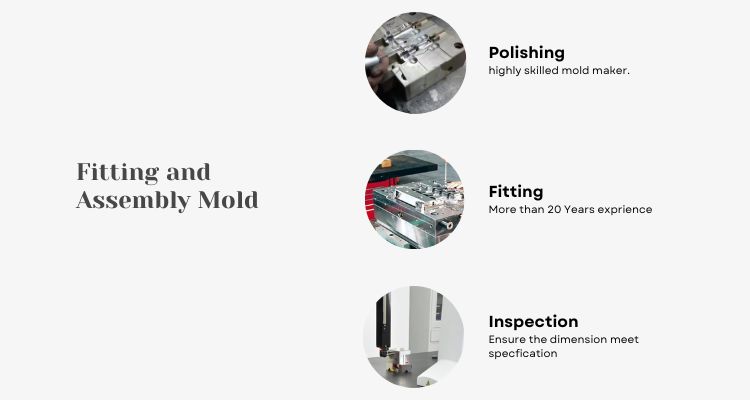 Fitting and
Assembly Mold
Polishing
highly skilled mold maker.
Fitting
More than 20 Years exprience
Inspection
Ensure the dimension meet
specfication